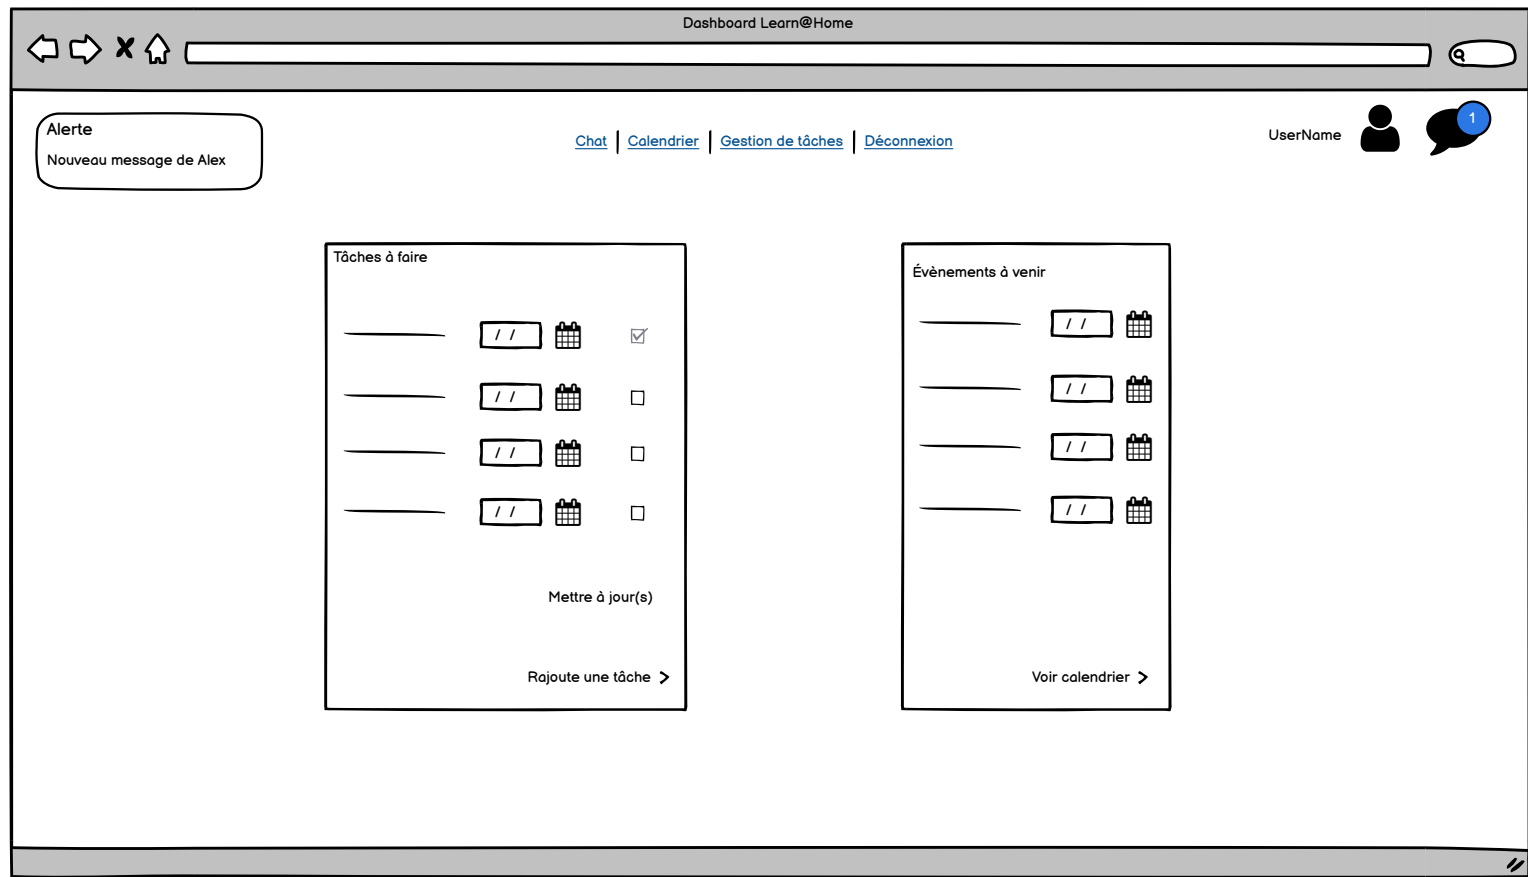 Dashboard Learn@Home
Alerte
Nouveau message de Alex
Chat | Calendrier | Gestion de tâches | Déconnexion
UserName
1
Tâches à faire
/ /
/ /
/ /
/ /
Mettre à jour(s)
Rajoute une tâche >
Évènements à venir
/ /
/ /
/ /
/ /
Voir calendrier >